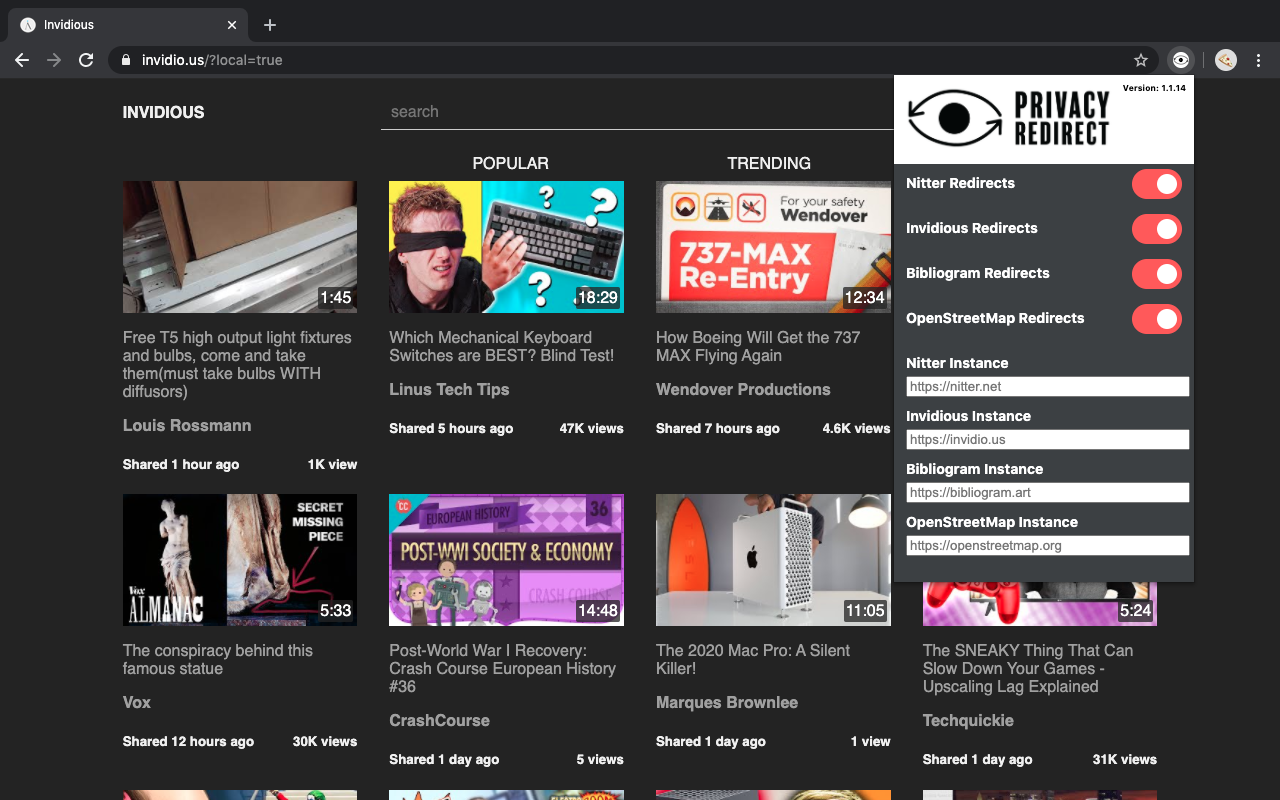 Invidious
invidio.us/?local=true
INVIDIOUS
search
POPULAR
TRENDING
1:45
Free T5 high output light fixtures
and bulbs, come and take
them(must take bulbs WITH
diffusors)
Louis Rossmann
Shared 1 hour ago
1K view
18:29
Which Mechanical Keyboard
Switches are BEST? Blind Test!
Linus Tech Tips
Shared 5 hours ago
47K views
For your safety
Wendover
737-MAX
Re-Entry
12:34
How Boeing Will Get the 737
MAX Flying Again
Wendover Productions
Shared 7 hours ago
4.6K views
Version: 1.1.14
PRIVACY
REDIRECT
Nitter Redirects
Invidious Redirects
Bibliogram Redirects
OpenStreetMap Redirects
Nitter Instance
https://nitter.net
Invidious Instance
https://invidio.us
Bibliogram Instance
https://bibliogram.art
OpenStreetMap Instance
https://openstreetmap.org
SECRET
MISSING
PIECE
Vox
ALMANAC
5:33
The conspiracy behind this
famous statue
Vox
Shared 12 hours ago
30K views
CC
EUROPEAN HISTORY
36
POST-WWI SOCIETY & ECONOMY
CRASH COURSE
14:48
Post-World War I Recovery:
Crash Course European History
#36
CrashCourse
Shared 1 day ago
5 views
11:05
The 2020 Mac Pro: A Silent
Killer!
Marques Brownlee
Shared 1 day ago
1 view
5:24
The SNEAKY Thing That Can
Slow Down Your Games -
Upscaling Lag Explained
Techquickie
Shared 1 day ago
31K views